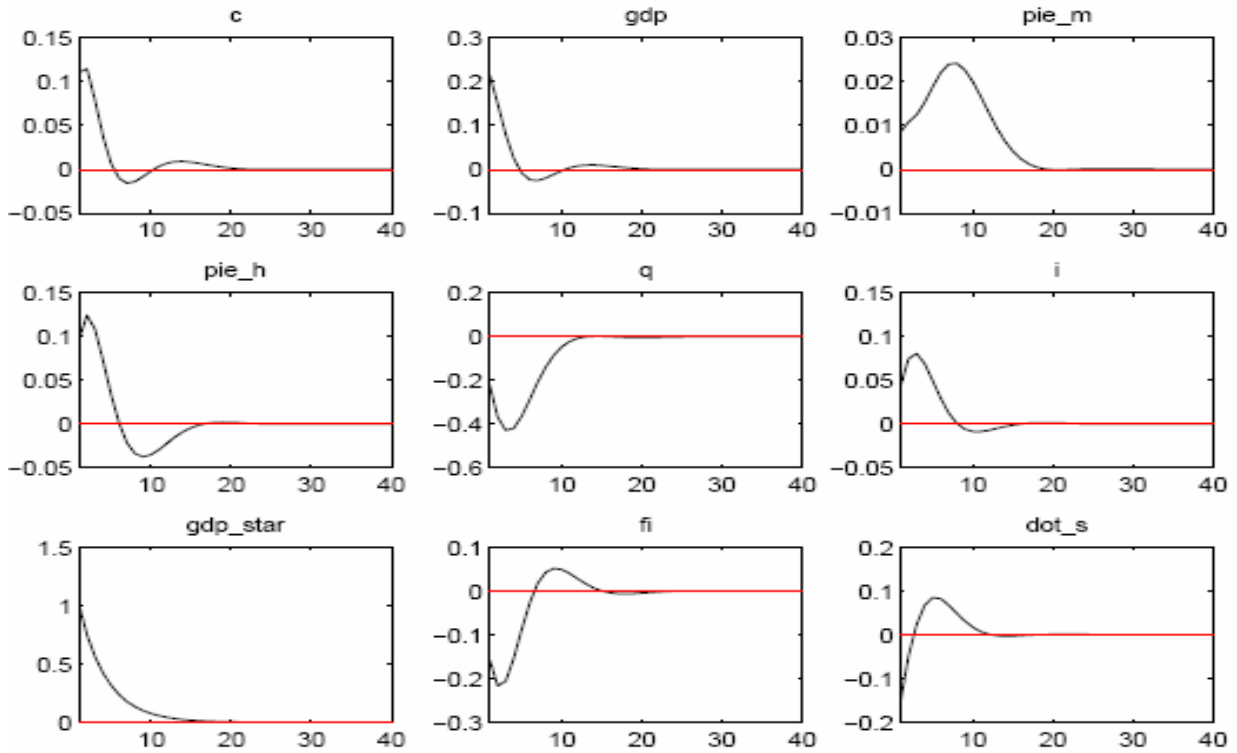 c gdp pie_m
0.15 0.3 0.03
0.1 0.2 0.02
0.05 0.1 0.01
0 0 0
−0.05 −0.1 −0.01
10 20 30 40 10 20 30 40 10 20 30 40
pie_h q i
0.15 0.2 0.15
0.1 0 0.1
0.05 −0.2 0.05
0 −0.4 0
−0.05 −0.6 −0.05
10 20 30 40 10 20 30 40 10 20 30 40
gdp_star fi dot_s
1.5 0.1 0.2
0 0.1
1 −0.1 0
0.5 −0.2 −0.1
0 −0.3 −0.2
10 20 30 40 10 20 30 40 10 20 30 40